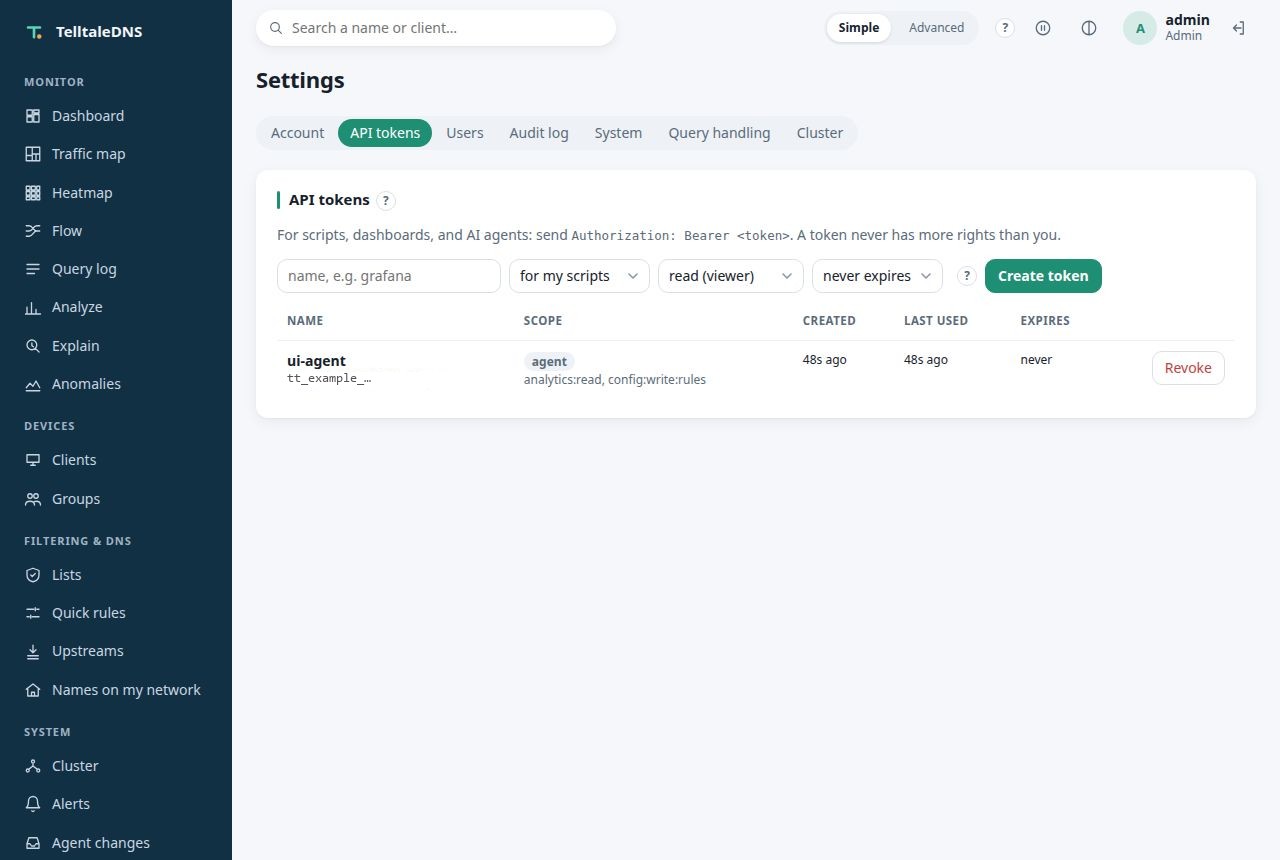 TelltaleDNS
MONITOR
Dashboard
Traffic map
Heatmap
Flow
Query log
Analyze
Explain
Anomalies
DEVICES
Clients
Groups
FILTERING & DNS
Lists
Quick rules
Upstreams
Names on my network
SYSTEM
Cluster
Alerts
Agent changes
Search a name or client...
Simple Advanced ? A admin
Admin
Settings
Account API tokens Users Audit log System Query handling Cluster
API tokens ?
For scripts, dashboards, and AI agents: send Authorization: Bearer <token>. A token never has more rights than you.
name, e.g. grafana for my scripts read (viewer) never expires ? Create token
NAME SCOPE CREATED LAST USED EXPIRES
ui-agent agent 48s ago 48s ago never Revoke
tt_example_… analytics:read, config:write:rules